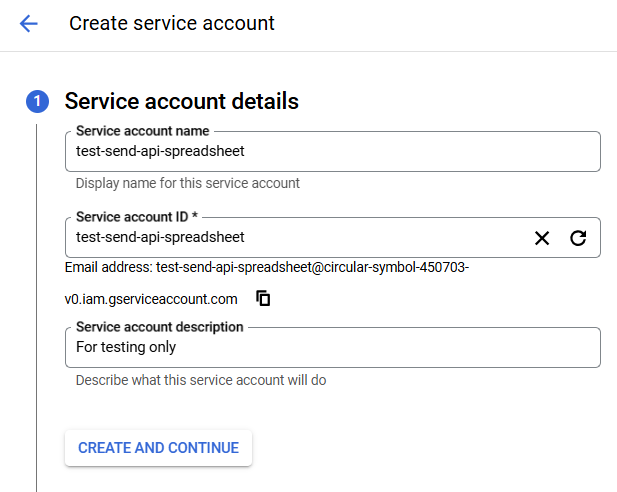 Create service account
1 Service account details
Service account name
test-send-api-spreadsheet
Display name for this service account
Service account ID *
test-send-api-spreadsheet
Email address: test-send-api-spreadsheet@circular-symbol-450703-
v0.iam.gserviceaccount.com
Service account description
For testing only
Describe what this service account will do
CREATE AND CONTINUE